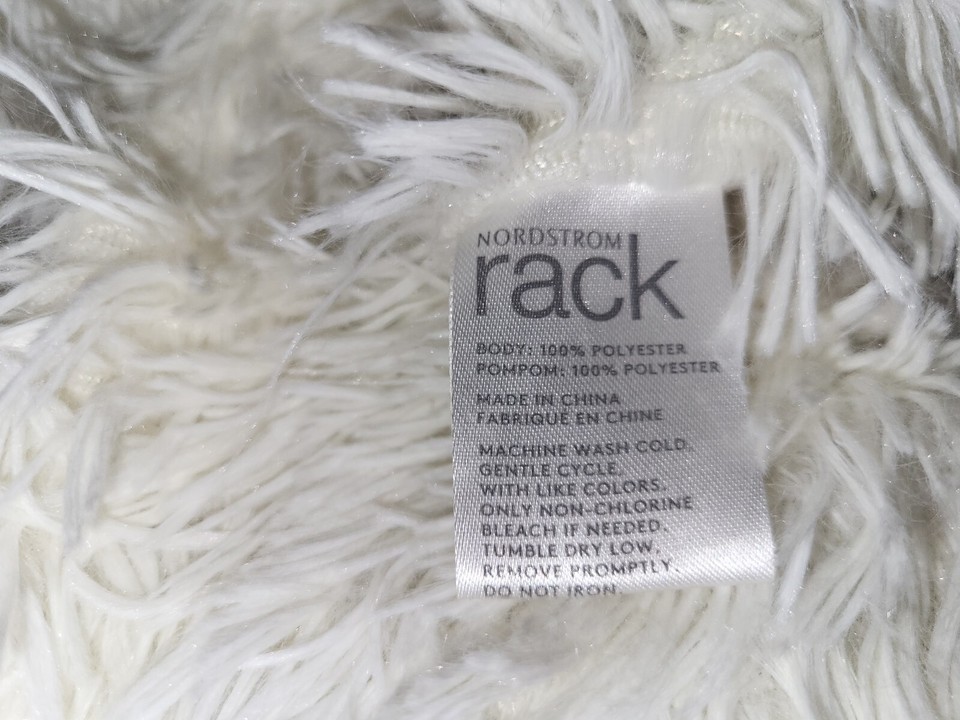 NORDSTROM
rack
BODY: 100% POLYESTER
POMPOM: 100% POLYESTER
MADE IN CHINA
FABRIQUÉ EN CHINE
MACHINE WASH COLD.
GENTLE CYCLE.
WITH LIKE COLORS.
ONLY NON-CHLORINE
BLEACH IF NEEDED.
TUMBLE DRY LOW.
REMOVE PROMPTLY.
DO NOT IRON.